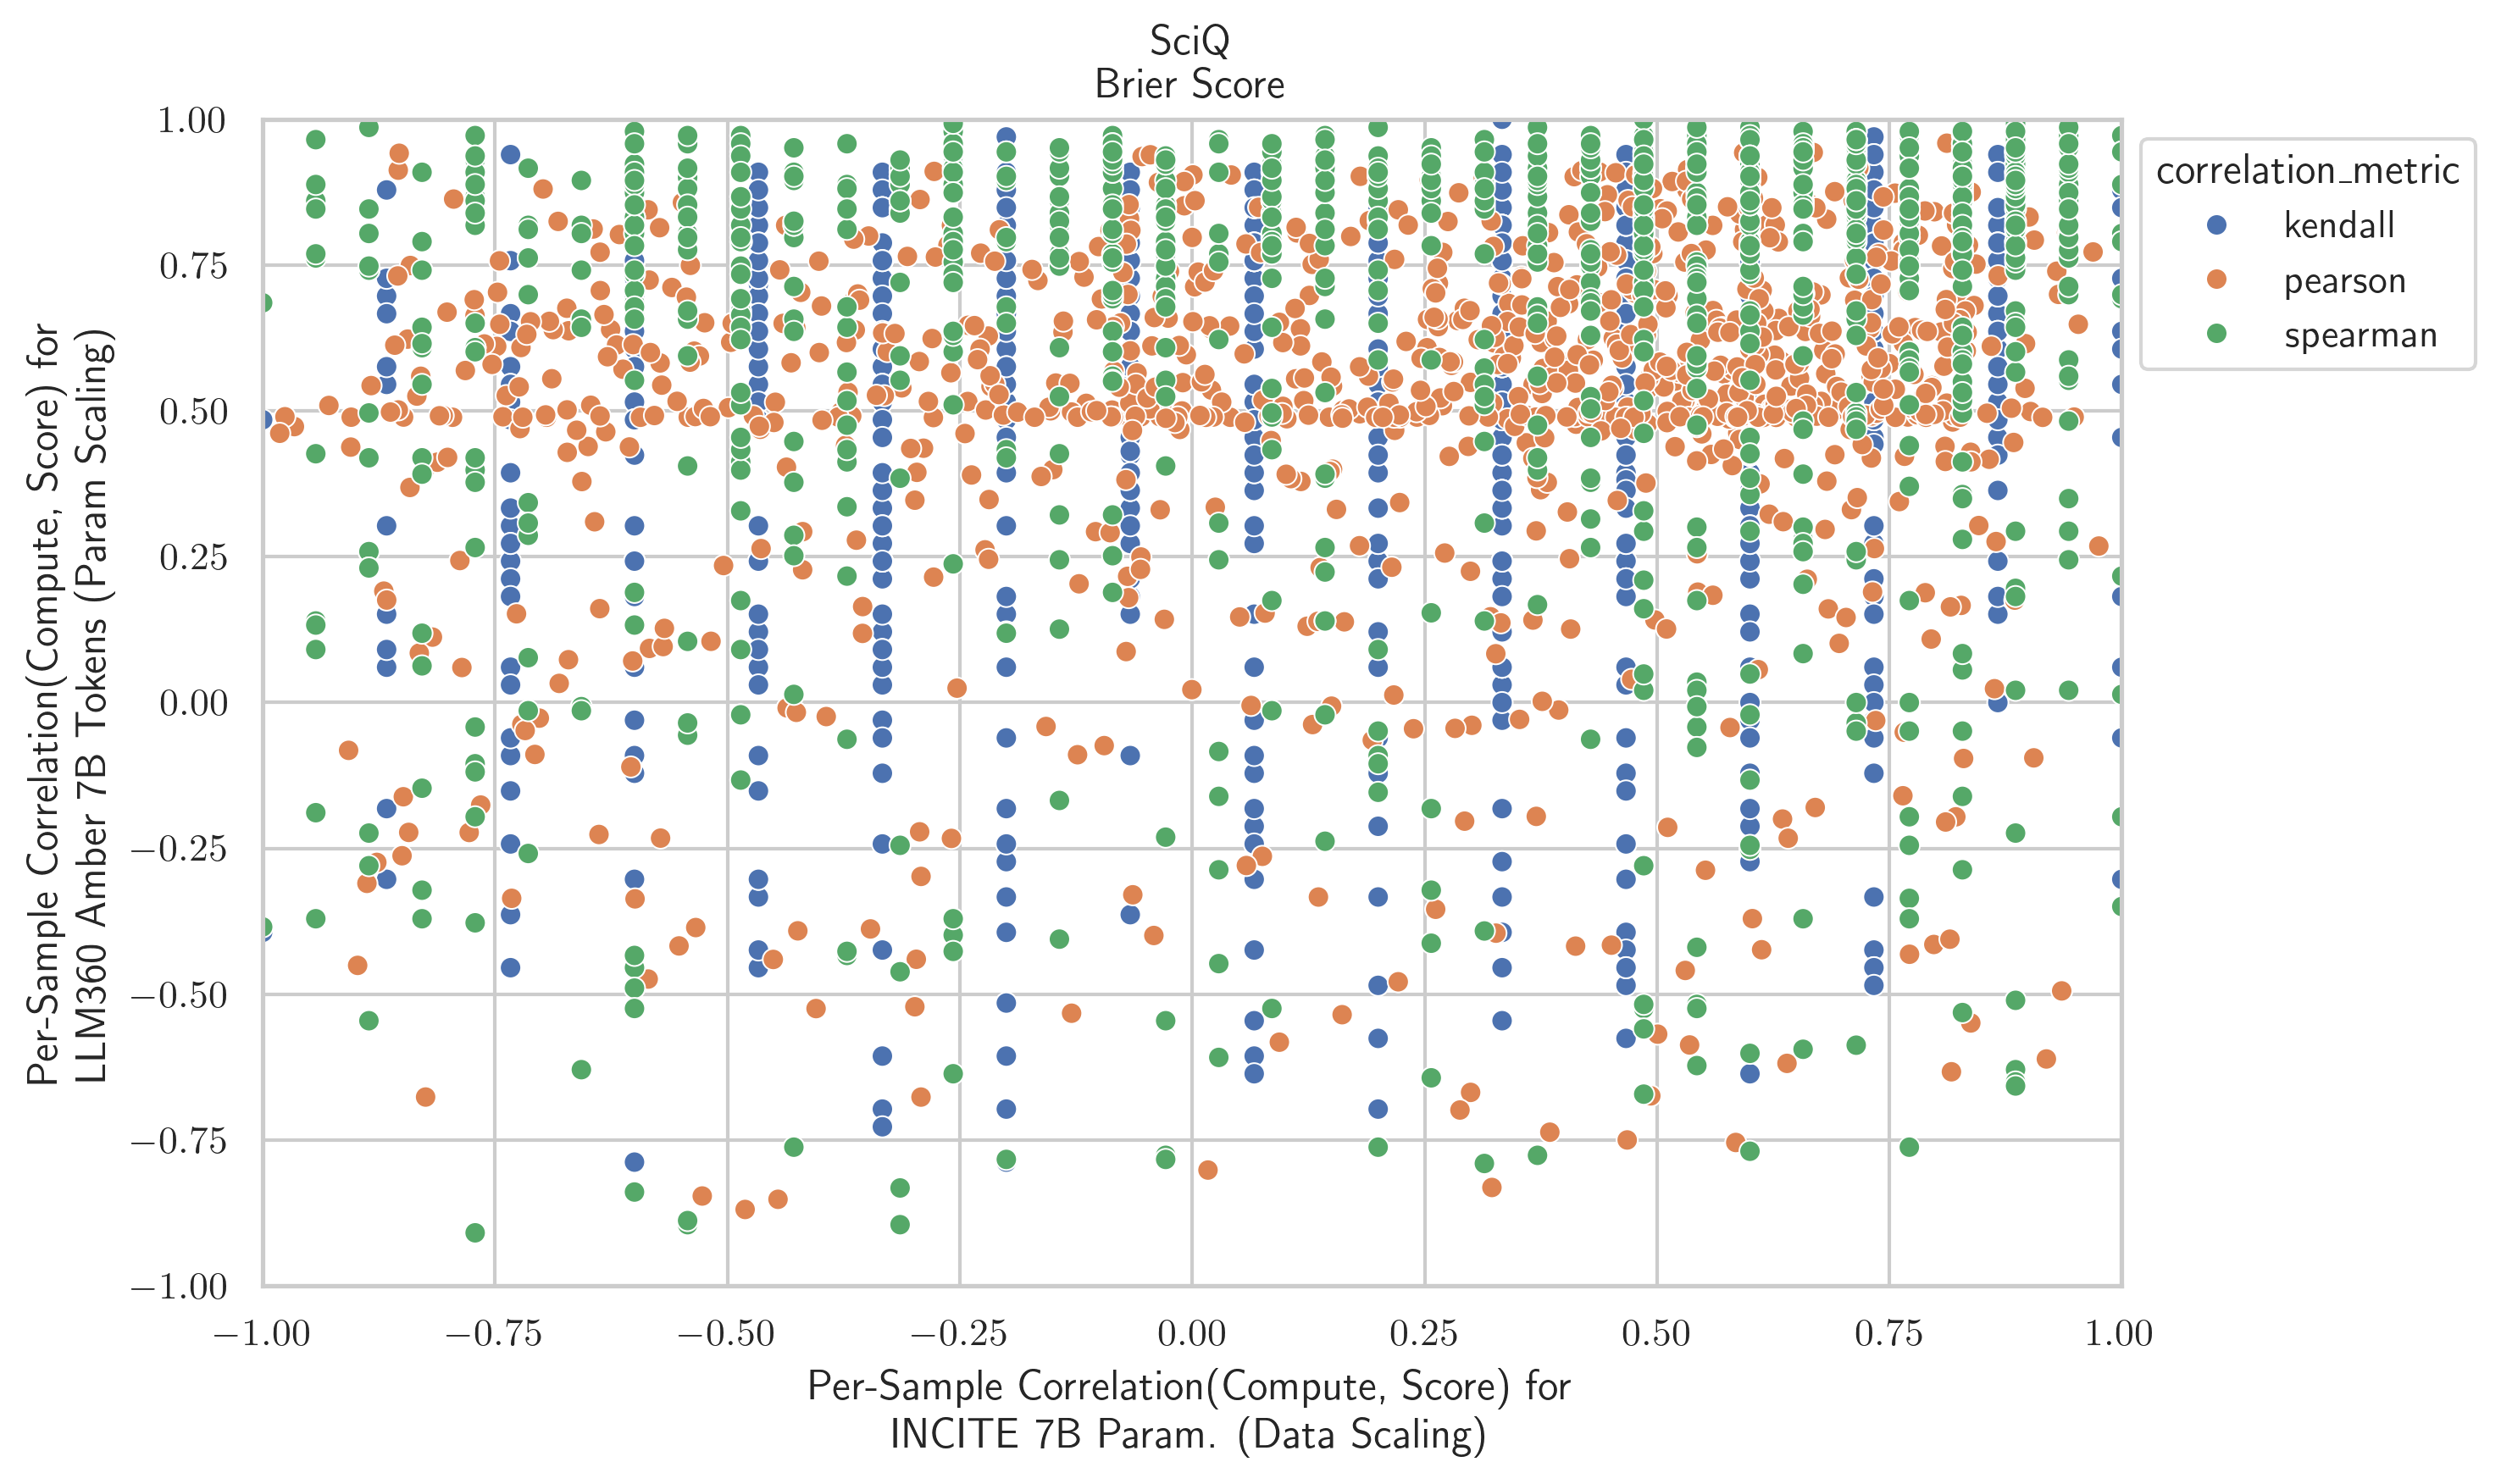 SciQ
Brier Score
Per-Sample Correlation(Compute, Score) for
LLM360 Amber 7B Tokens (Param Scaling)
1.00
0.75
0.50
0.25
0.00
−0.25
−0.50
−0.75
−1.00
−1.00 −0.75 −0.50 −0.25 0.00 0.25 0.50 0.75 1.00
Per-Sample Correlation(Compute, Score) for
INCITE 7B Param. (Data Scaling)
correlation_metric
kendall
pearson
spearman